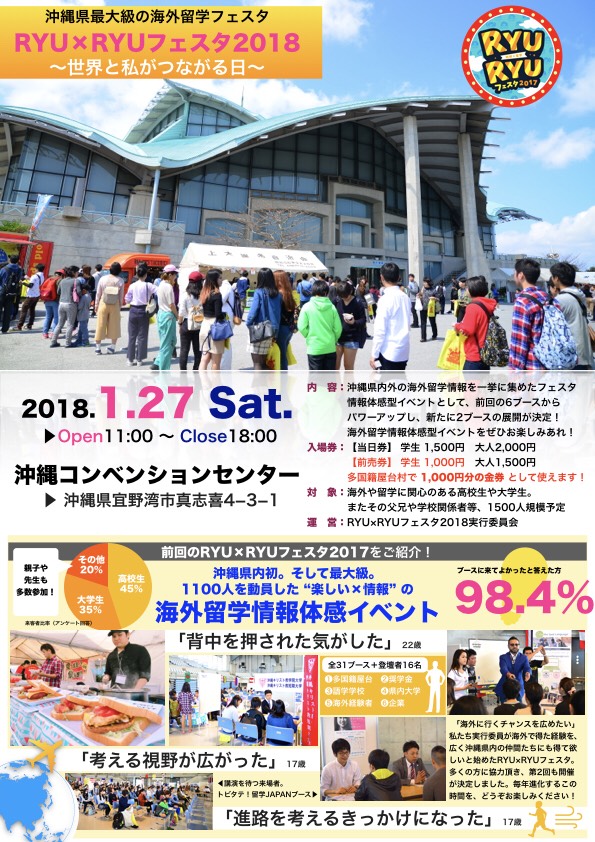 沖縄県最大級の海外留学フェスタ
RYU×RYUフェスタ2018
〜世界と私がつながる日〜
RYU
RYU
フェスタ2017
2018.1.27 Sat.
▶Open11:00 〜 Close18:00
沖縄コンベンションセンター
▶ 沖縄県宜野湾市真志喜4−3−1
内　容：沖縄県内外の海外留学情報を一挙に集めたフェスタ
情報体感型イベントとして、前回の6ブースから
パワーアップし、新たに2ブースの展開が決定！
海外留学情報型イベントをぜひお楽しみあれ！
入場券：【当日券】 学生 1,500円　大人2,000円
【前売券】 学生 1,000円　大人1,500円
多国籍屋台村で 1,000円分の金券 として使えます！
対　象：海外や留学に関心のある高校生や大学生。
またその父兄や学校関係者等、1500人規模予定
運　営：RYU×RYUフェスタ2018実行委員会
前回のRYU×RYUフェスタ2017をご紹介！
親子や
先生も
多数参加！
その他
20%
高校生
45%
大学生
35%
来客者比率（アンケート回答）
沖縄県内初。そして最大級。
1100人を動員した“楽しい×情報”の
海外留学情報体感イベント
ブースに来てよかったと答えた方
98.4%
「背中を押された気がした」 22歳
全31ブース＋登壇者16名
①多国籍屋台 ②奨学金
③語学学校 ④県内大学
⑤海外経験者 ⑥企業
「考える視野が広がった」 17歳
◀講演を待つ来場者。
トビタテ！留学JAPANブース▶
「海外に行くチャンスを広めたい」
私たち実行委員が海外で得た経験を、
広く沖縄県内の仲間たちにも得て欲
しいと始めたRYU×RYUフェスタ。
多くの方に協力頂き、第2回も開催
が決定しました。毎年進化するこの
時間を、どうぞお楽しみください！
「進路を考えるきっかけになった」 17歳